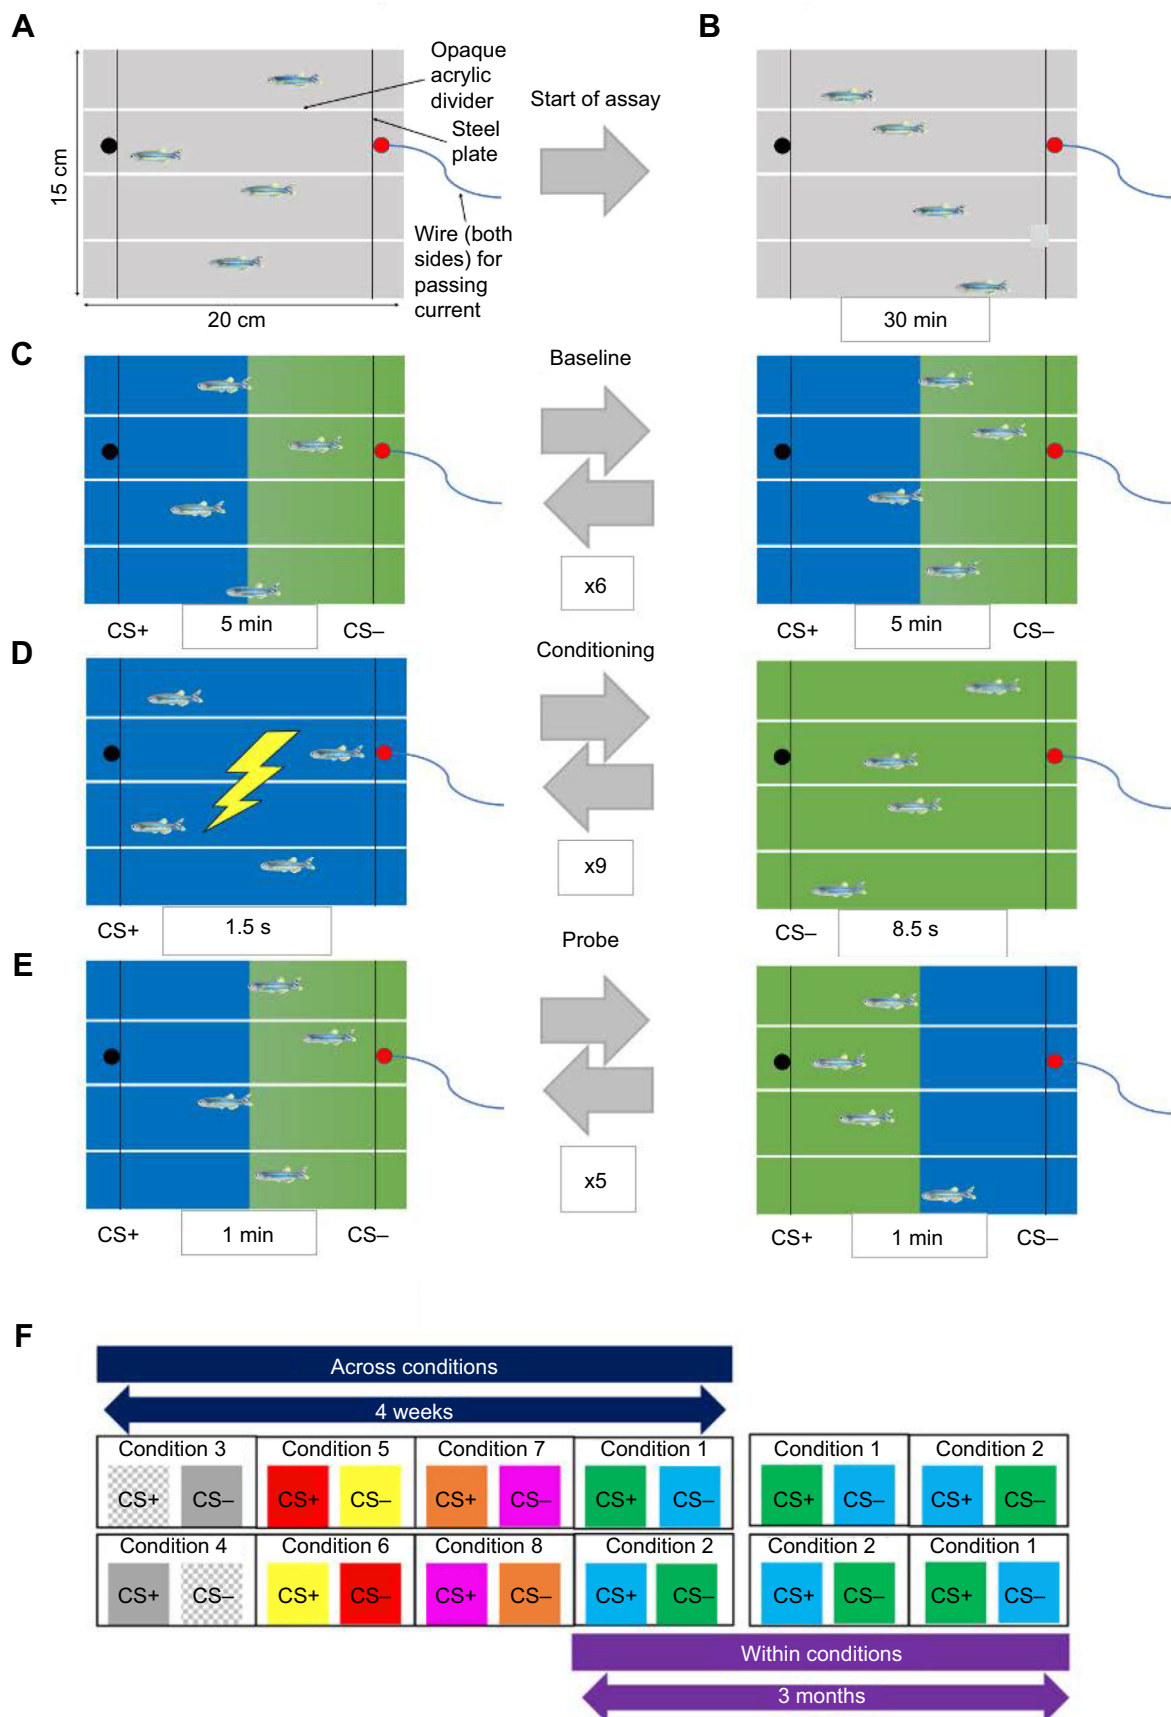 A
B
Opaque
acrylic
divider
Steel
plate
Wire (both
sides) for
passing
current
15 cm
20 cm
Start of assay
30 min
C
Baseline
x6
CS+
5 min
CS–
CS+
5 min
CS–
D
Conditioning
x9
CS+
1.5 s
CS–
8.5 s
E
Probe
x5
CS+
1 min
CS–
CS+
1 min
CS–
F
Across conditions
4 weeks
Condition 3
Condition 5
Condition 7
Condition 1
Condition 1
Condition 2
CS+
CS–
CS+
CS–
CS+
CS–
CS+
CS–
CS+
CS–
CS+
CS–
Condition 4
Condition 6
Condition 8
Condition 2
Condition 2
Condition 1
CS+
CS–
CS+
CS–
CS+
CS–
CS+
CS–
CS+
CS–
CS+
CS–
Within conditions
3 months